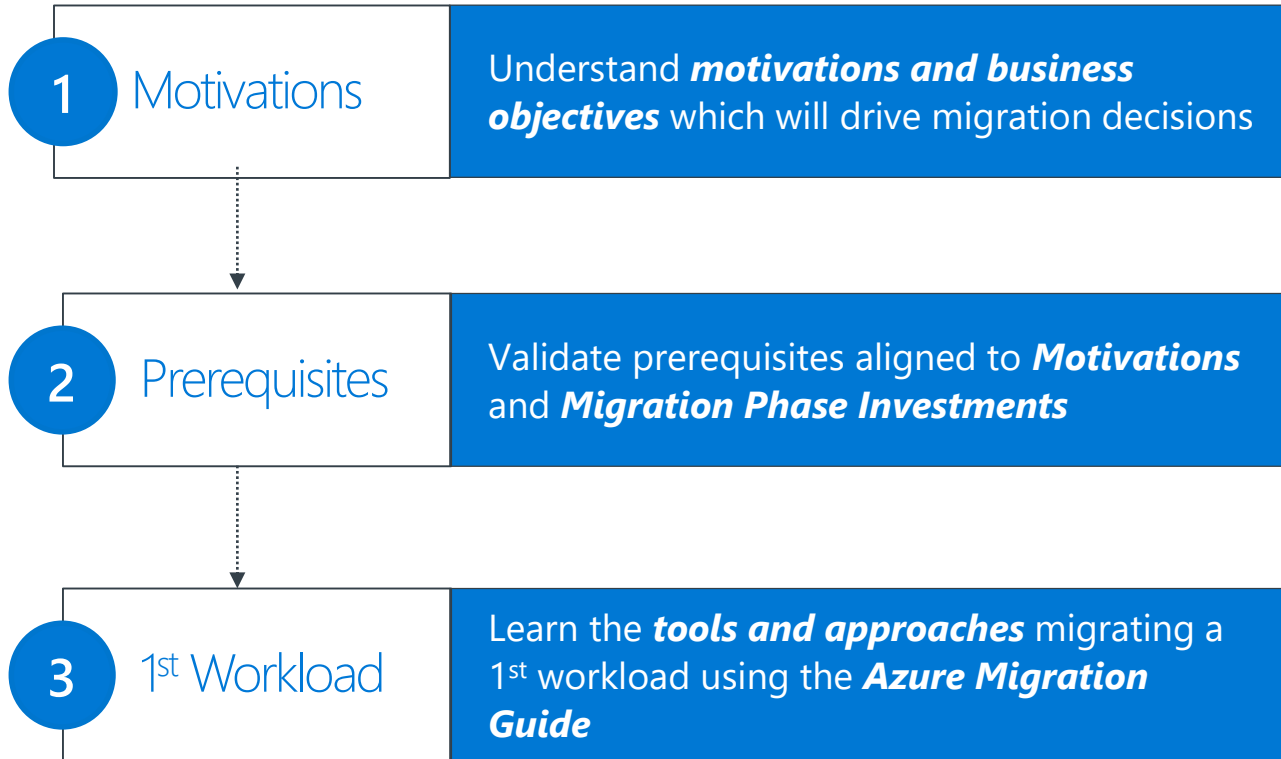 1
Motivations
Understand motivations and business
objectives which will drive migration decisions
2
Prerequisites
Validate prerequisites aligned to Motivations
and Migration Phase Investments
3
1st Workload
Learn the tools and approaches migrating a
1st workload using the Azure Migration
Guide